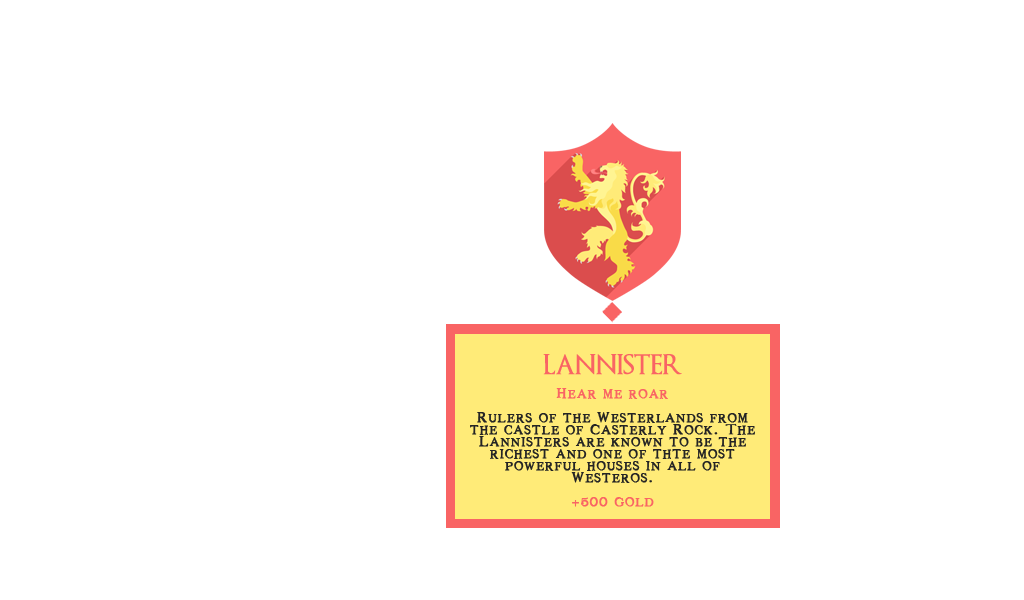 LANNISTER
Hear me roar
Rulers of the Westerlands from
the castle of Casterly Rock. The
Lannisters are known to be the
richest and one of thte most
powerful houses in all of
Westeros.
+500 gold